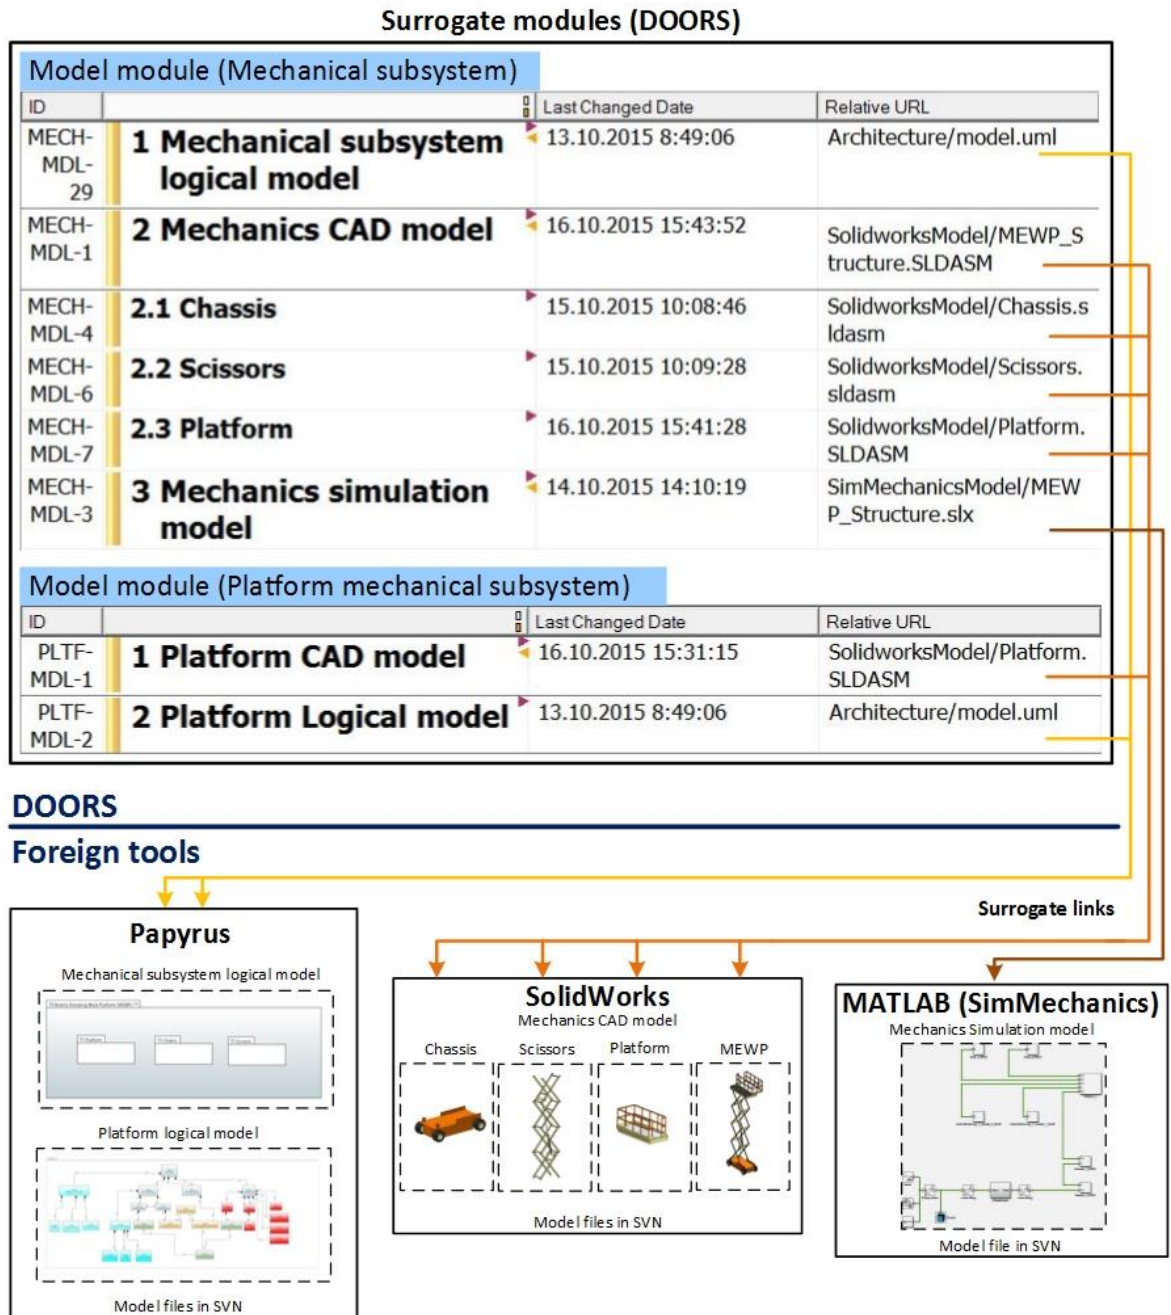 Surrogate modules (DOORS)
Model module (Mechanical subsystem)
ID Last Changed Date Relative URL
MECH-
MDL-
29
1 Mechanical subsystem
logical model
13.10.2015 8:49:06
Architecture/model.uml
MECH-
MDL-1
2 Mechanics CAD model
16.10.2015 15:43:52
SolidworksModel/MEWP_S
tructure.SLDASM
MECH-
MDL-4
2.1 Chassis
15.10.2015 10:08:46
SolidworksModel/Chassis.s
ldasm
MECH-
MDL-6
2.2 Scissors
15.10.2015 10:09:28
SolidworksModel/Scissors.
sldasm
MECH-
MDL-7
2.3 Platform
16.10.2015 15:41:28
SolidworksModel/Platform.
SLDASM
MECH-
MDL-3
3 Mechanics simulation
model
14.10.2015 14:10:19
SimMechanicsModel/MEW
P_Structure.slx
Model module (Platform mechanical subsystem)
ID Last Changed Date Relative URL
PLTF-
MDL-1
1 Platform CAD model
16.10.2015 15:31:15
SolidworksModel/Platform.
SLDASM
PLTF-
MDL-2
2 Platform Logical model
13.10.2015 8:49:06
Architecture/model.uml
DOORS
Foreign tools
Surrogate links
Papyrus
Mechanical subsystem logical model
Platform logical model
Model files in SVN
SolidWorks
Mechanics CAD model
Chassis Scissors Platform MEWP
Model files in SVN
MATLAB (SimMechanics)
Mechanics Simulation model
Model file in SVN